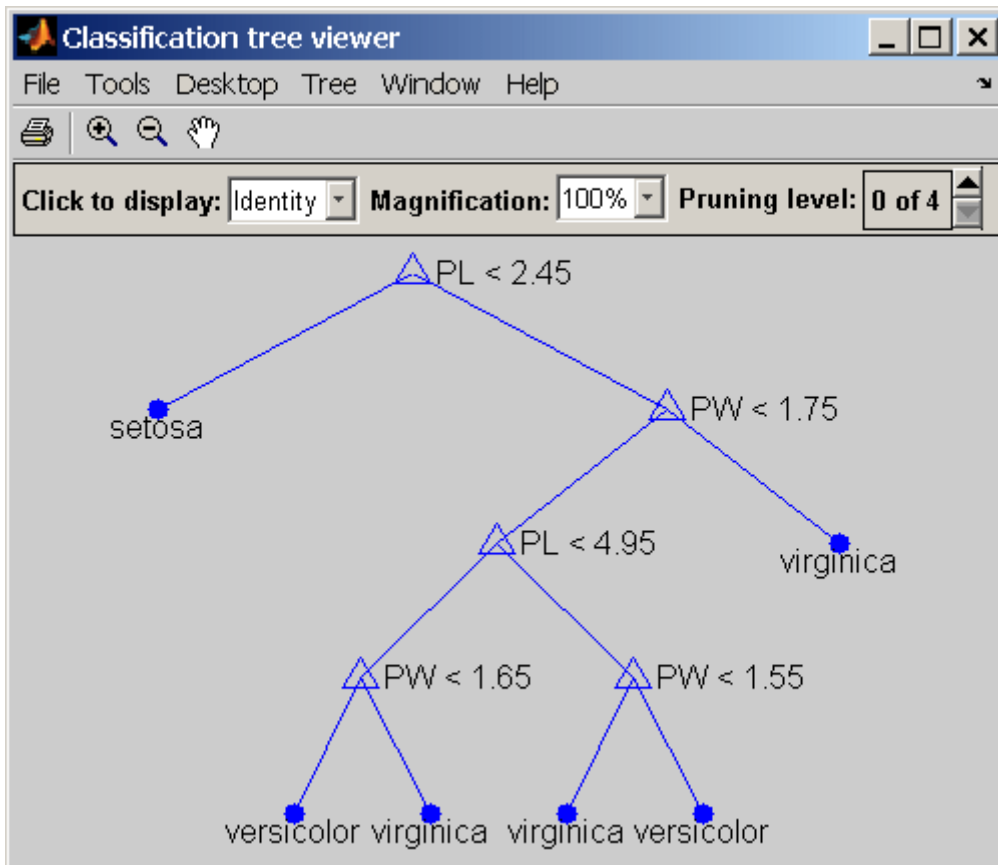 Classification tree viewer
File Tools Desktop Tree Window Help
Click to display: Identity Magnification: 100% Pruning level: 0 of 4
PL < 2.45
setosa
PW < 1.75
PL < 4.95
virginica
PW < 1.65
PW < 1.55
versicolor virginica virginica versicolor